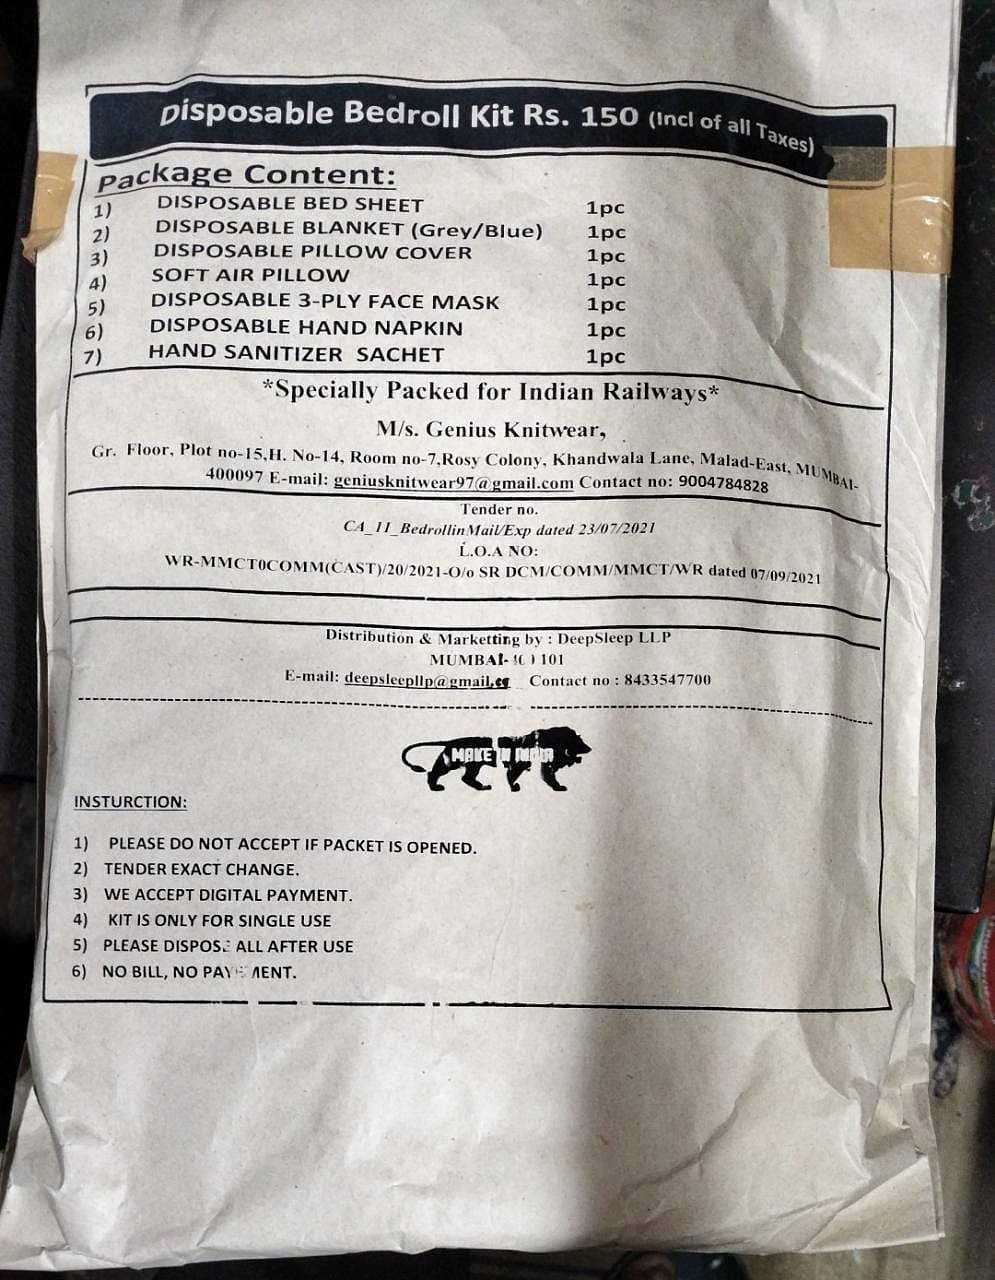 Disposable Bedroll Kit Rs. 150 (Incl of all Taxes)
Package Content:
1) DISPOSABLE BED SHEET 1pc
2) DISPOSABLE BLANKET (Grey/Blue) 1pc
3) DISPOSABLE PILLOW COVER 1pc
4) SOFT AIR PILLOW 1pc
5) DISPOSABLE 3-PLY FACE MASK 1pc
6) DISPOSABLE HAND NAPKIN 1pc
7) HAND SANITIZER SACHET 1pc
*Specially Packed for Indian Railways*
M/s. Genius Knitwear,
Gr. Floor, Plot no-15,H. No-14, Room no-7,Rosy Colony, Khandwala Lane, Malad-East, MUMBAI-
400097 E-mail: geniusknitwear97@gmail.com Contact no: 9004784828
Tender no.
CA_11_BedrollinMail/Exp dated 23/07/2021
L.O.A NO:
WR-MMCT0COMM(CAST)/20/2021-O/o SR DCM/COMM/MMCT/WR dated 07/09/2021
Distribution & Marketting by : DeepSleep LLP
MUMBAI- 101
E-mail: Contact no : 8433547700
MAKE IN INDIA
INSTURCTION:
1) PLEASE DO NOT ACCEPT IF PACKET IS OPENED.
2) TENDER EXACT CHANGE.
3) WE ACCEPT DIGITAL PAYMENT.
4) KIT IS ONLY FOR SINGLE USE
5) PLEASE DISPOSE ALL AFTER USE
6) NO BILL, NO